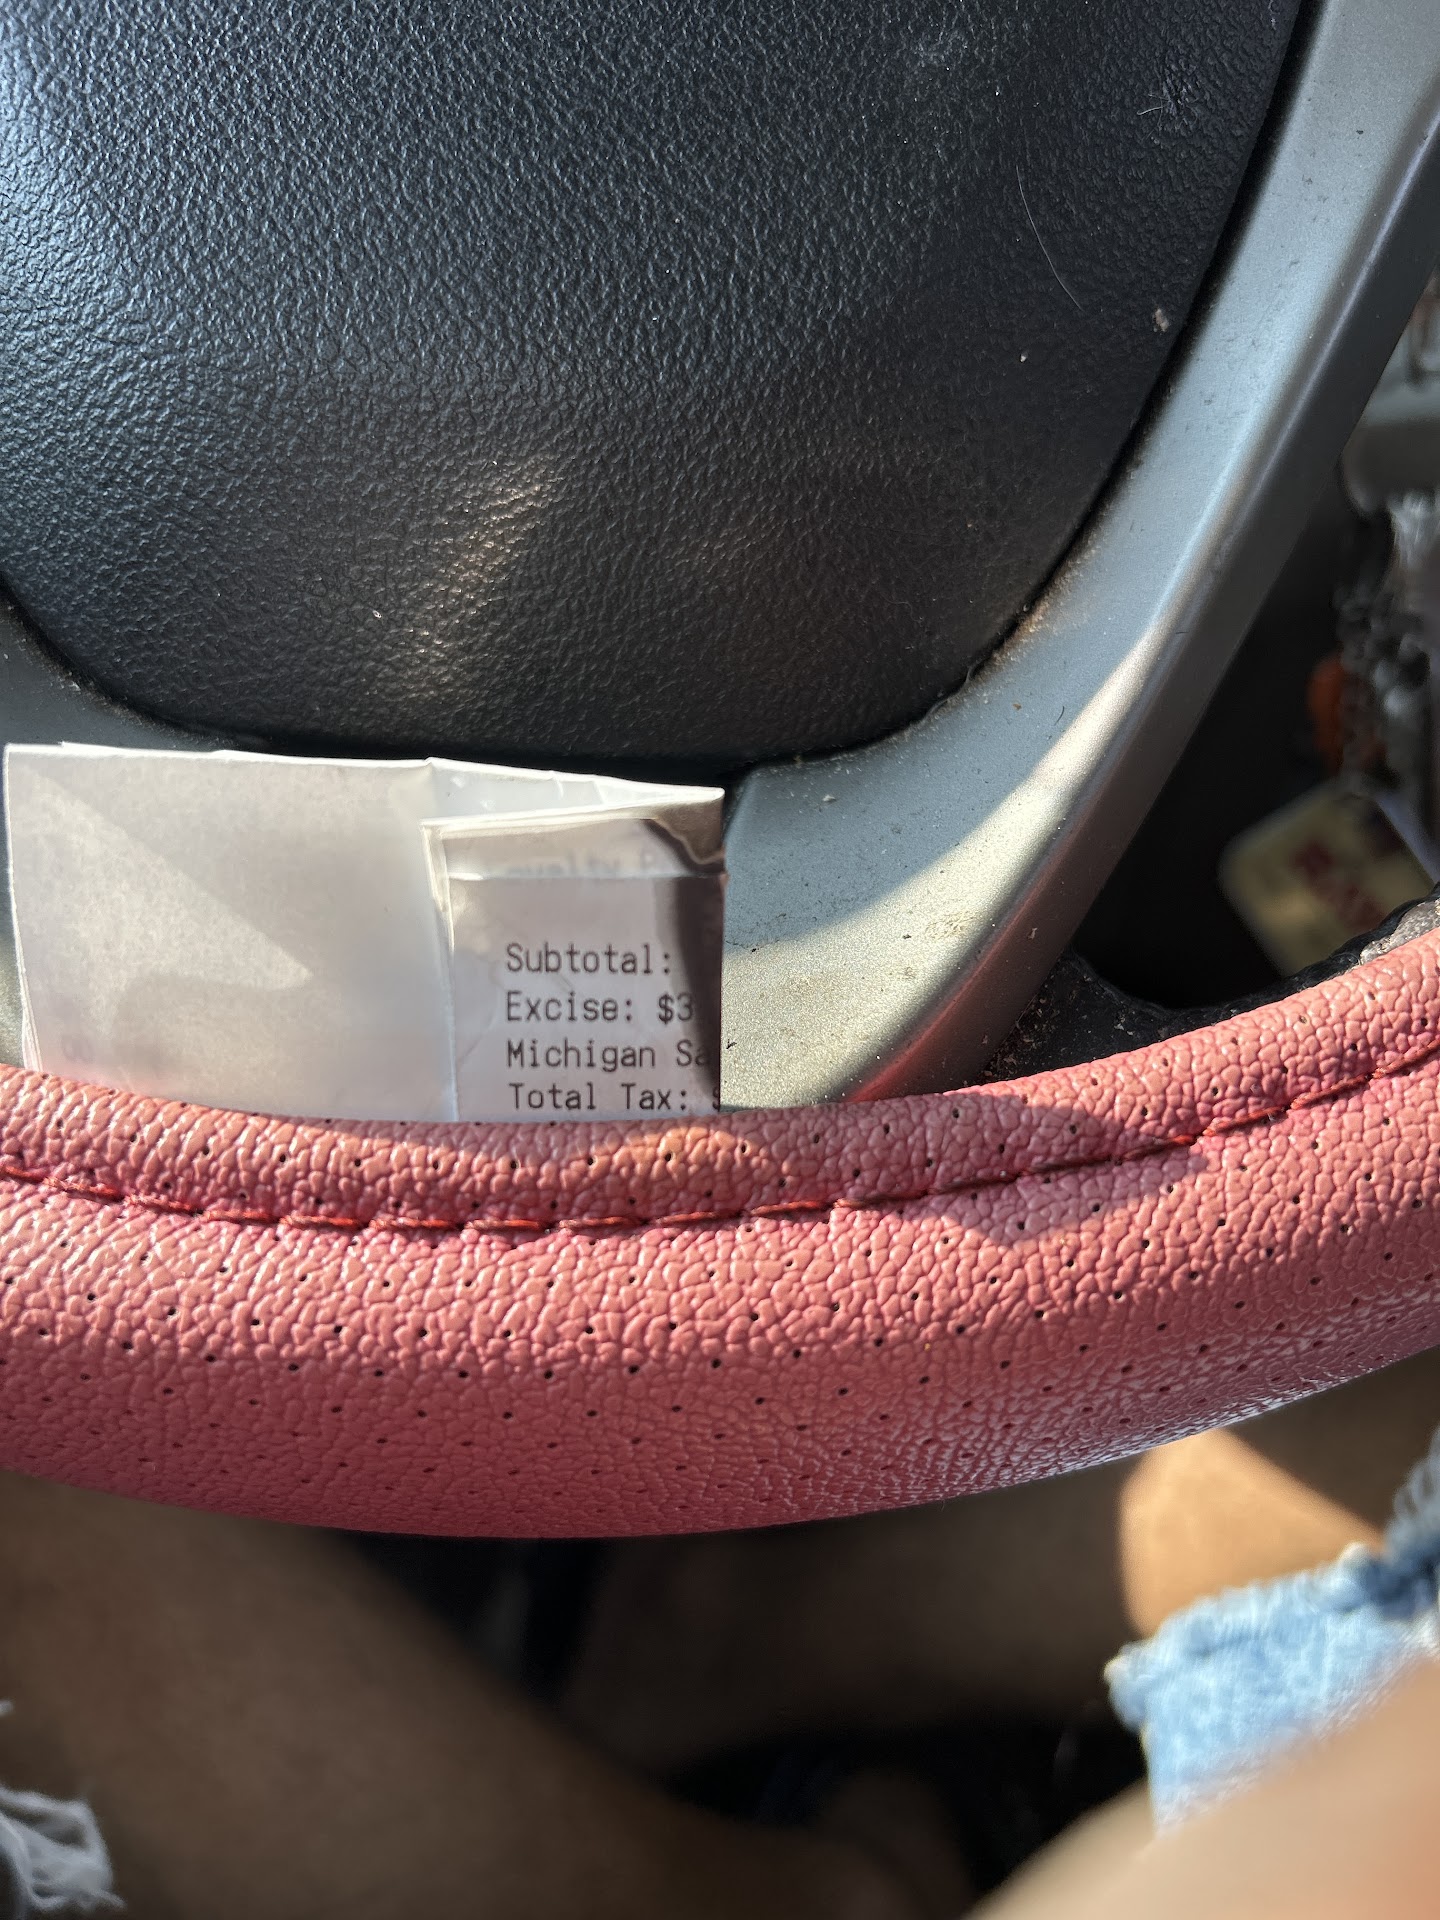 Subtotal:
Excise: $3
Michigan Sa
Total Tax: